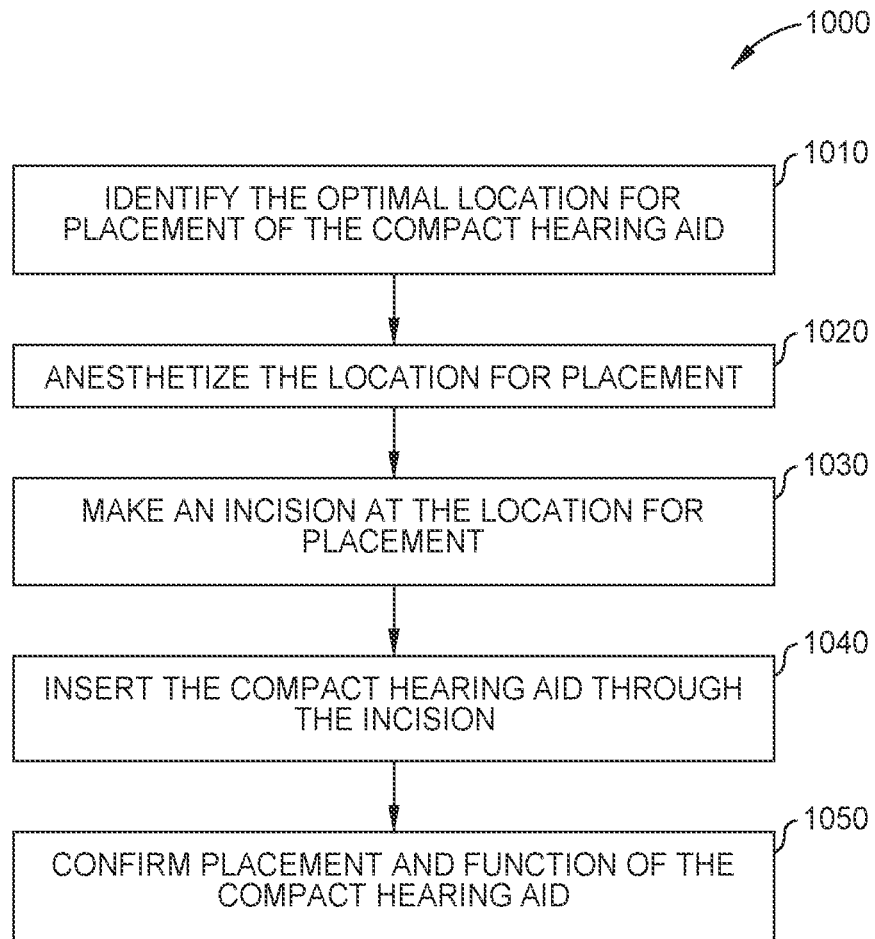 1000
1010
IDENTIFY THE OPTIMAL LOCATION FOR
PLACEMENT OF THE COMPACT HEARING AID
1020
ANESTHETIZE THE LOCATION FOR PLACEMENT
1030
MAKE AN INCISION AT THE LOCATION FOR
PLACEMENT
1040
INSERT THE COMPACT HEARING AID THROUGH
THE INCISION
1050
CONFIRM PLACEMENT AND FUNCTION OF THE
COMPACT HEARING AID